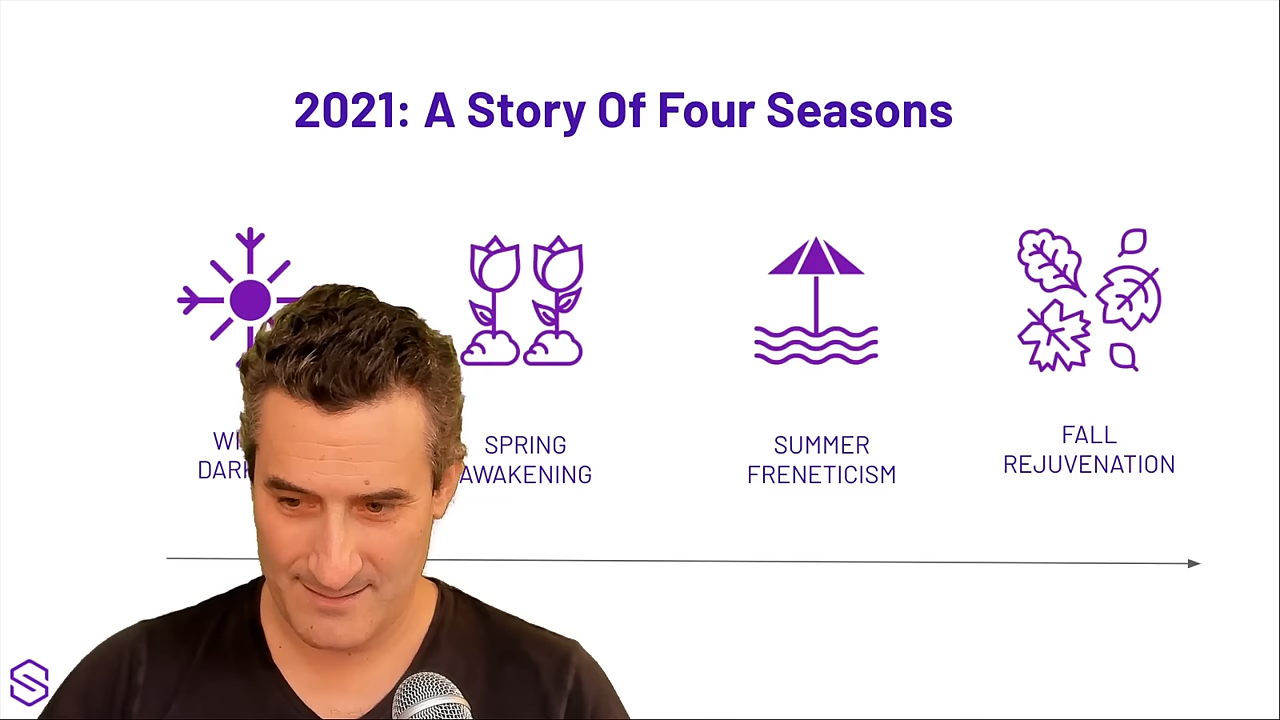 2021: A Story Of Four Seasons
SPRING
AWAKENING
SUMMER
FRENETICISM
FALL
REJUVENATION